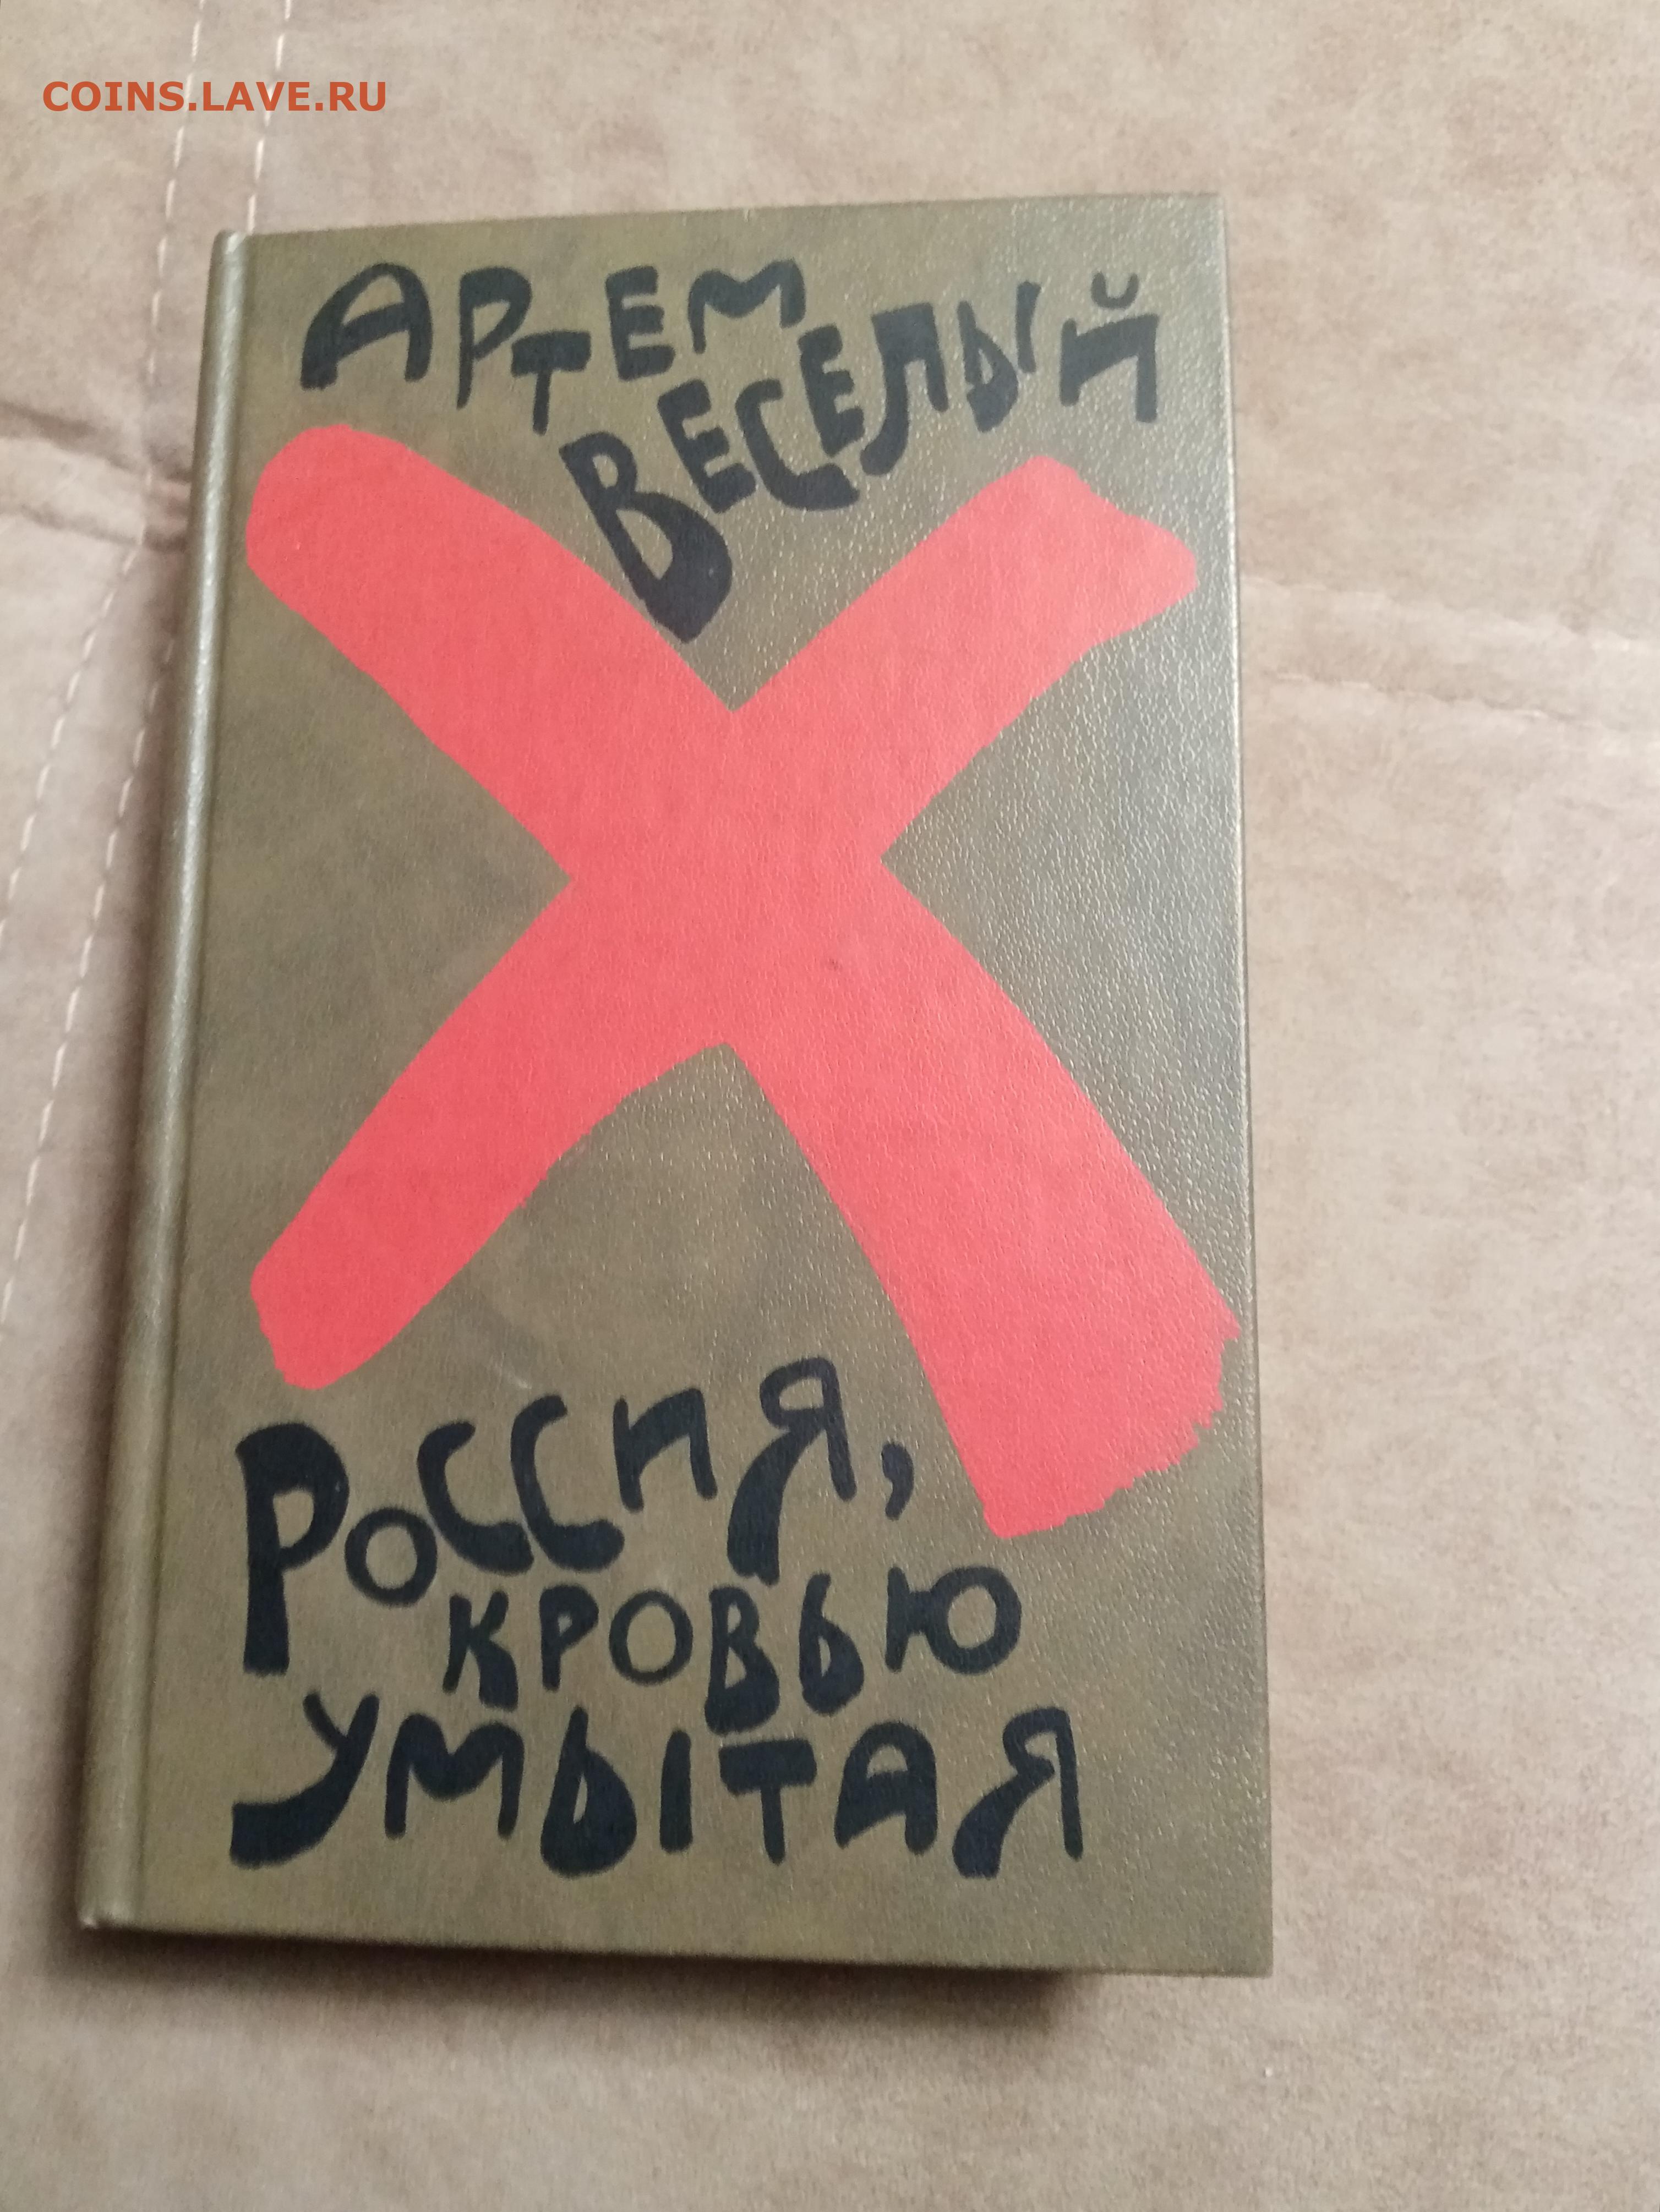 COINS.LAVE.RU
АРТЕМ
ВЕСЕЛЫЙ
РОССИЯ,
КРОВЬЮ
УМЫТАЯ